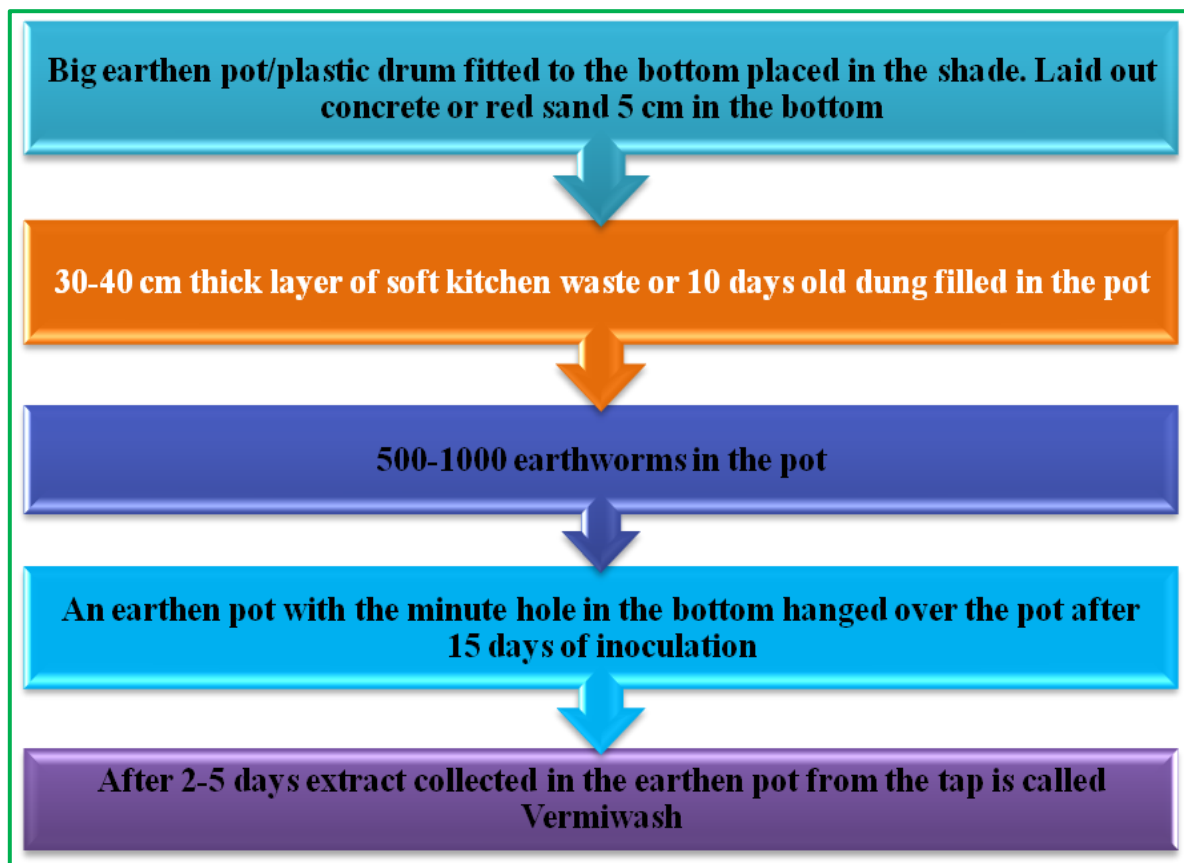 Big earthen pot/plastic drum fitted to the bottom placed in the shade. Laid out
concrete or red sand 5 cm in the bottom
30-40 cm thick layer of soft kitchen waste or 10 days old dung filled in the pot
500-1000 earthworms in the pot
An earthen pot with the minute hole in the bottom hanged over the pot after
15 days of inoculation
After 2-5 days extract collected in the earthen pot from the tap is called
Vermiwash